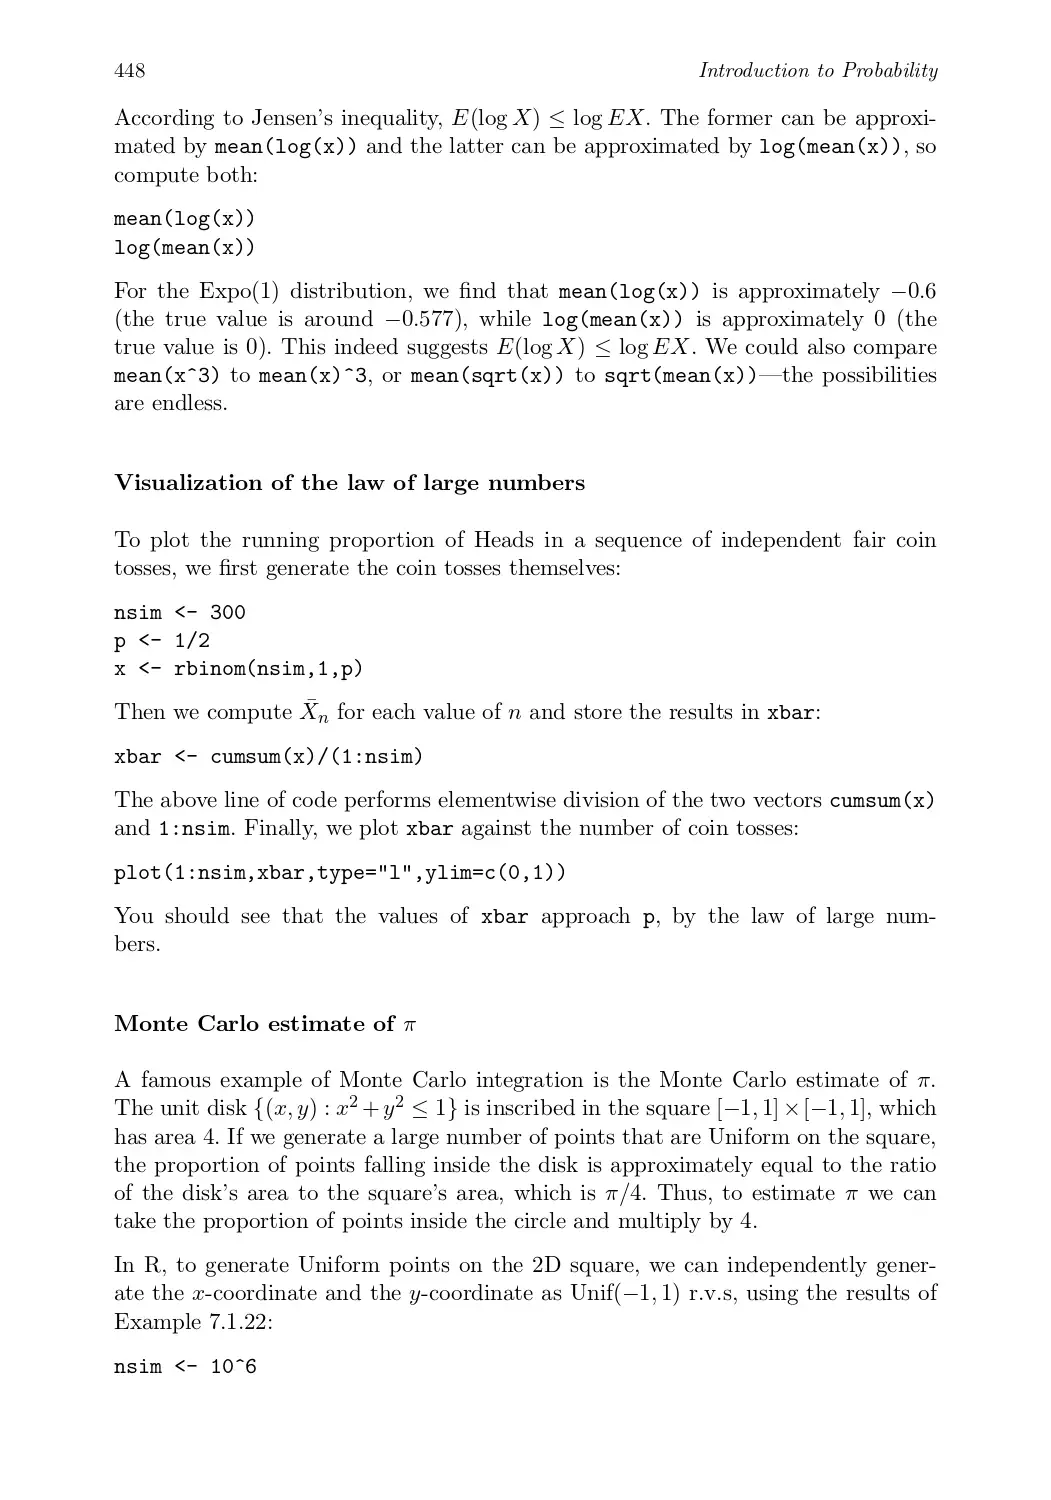 448 Introduction to Probability
According to Jensen's inequality, E(log X) ≤ log EX. The former can be approxi-
mated by mean(log(x)) and the latter can be approximated by log(mean(x)), so
compute both:
mean(log(x))
log(mean(x))
For the Expo(1) distribution, we find that mean(log(x)) is approximately −0.6
(the true value is around −0.577), while log(mean(x)) is approximately 0 (the
true value is 0). This indeed suggests E(log X) ≤ log EX. We could also compare
mean(x^3) to mean(x)^3, or mean(sqrt(x)) to sqrt(mean(x))—the possibilities
are endless.
Visualization of the law of large numbers
To plot the running proportion of Heads in a sequence of independent fair coin
tosses, we first generate the coin tosses themselves:
nsim <- 300
p <- 1/2
x <- rbinom(nsim,1,p)
Then we compute X̄ₙ for each value of n and store the results in xbar:
xbar <- cumsum(x)/(1:nsim)
The above line of code performs elementwise division of the two vectors cumsum(x)
and 1:nsim. Finally, we plot xbar against the number of coin tosses:
plot(1:nsim,xbar,type="l",ylim=c(0,1))
You should see that the values of xbar approach p, by the law of large num-
bers.
Monte Carlo estimate of π
A famous example of Monte Carlo integration is the Monte Carlo estimate of π.
The unit disk {(x, y) : x² + y² ≤ 1} is inscribed in the square [−1, 1] × [−1, 1], which
has area 4. If we generate a large number of points that are Uniform on the square,
the proportion of points falling inside the disk is approximately equal to the ratio
of the disk's area to the square's area, which is π/4. Thus, to estimate π we can
take the proportion of points inside the circle and multiply by 4.
In R, to generate Uniform points on the 2D square, we can independently gener-
ate the x-coordinate and the y-coordinate as Unif(−1, 1) r.v.s, using the results of
Example 7.1.22:
nsim <- 10^6